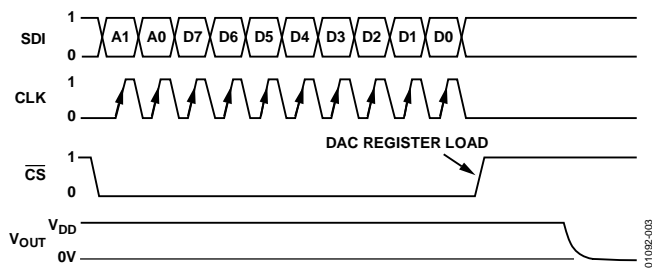 SDI
1
0
A1 A0 D7 D6 D5 D4 D3 D2 D1 D0
CLK
1
0
DAC REGISTER LOAD
CS
1
0
VOUT
VDD
0V
01092-003